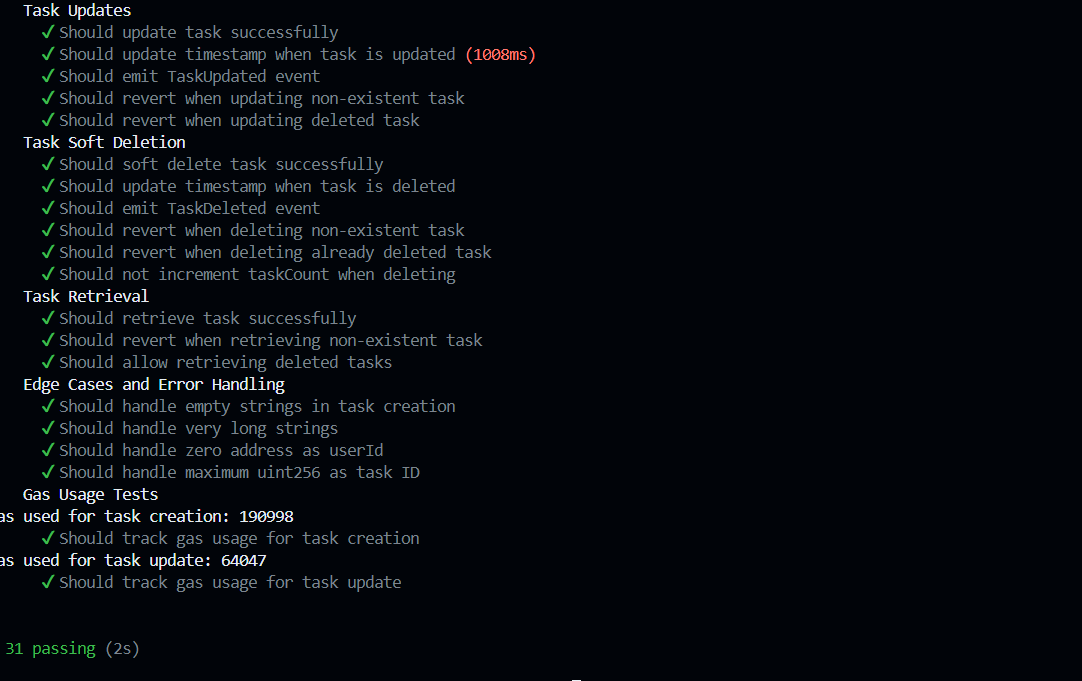 Task Updates
✓ Should update task successfully
✓ Should update timestamp when task is updated (1008ms)
✓ Should emit TaskUpdated event
✓ Should revert when updating non-existent task
✓ Should revert when updating deleted task
Task Soft Deletion
✓ Should soft delete task successfully
✓ Should update timestamp when task is deleted
✓ Should emit TaskDeleted event
✓ Should revert when deleting non-existent task
✓ Should revert when deleting already deleted task
✓ Should not increment taskCount when deleting
Task Retrieval
✓ Should retrieve task successfully
✓ Should revert when retrieving non-existent task
✓ Should allow retrieving deleted tasks
Edge Cases and Error Handling
✓ Should handle empty strings in task creation
✓ Should handle very long strings
✓ Should handle zero address as userId
✓ Should handle maximum uint256 as task ID
Gas Usage Tests
as used for task creation: 190998
✓ Should track gas usage for task creation
as used for task update: 64047
✓ Should track gas usage for task update
31 passing (2s)